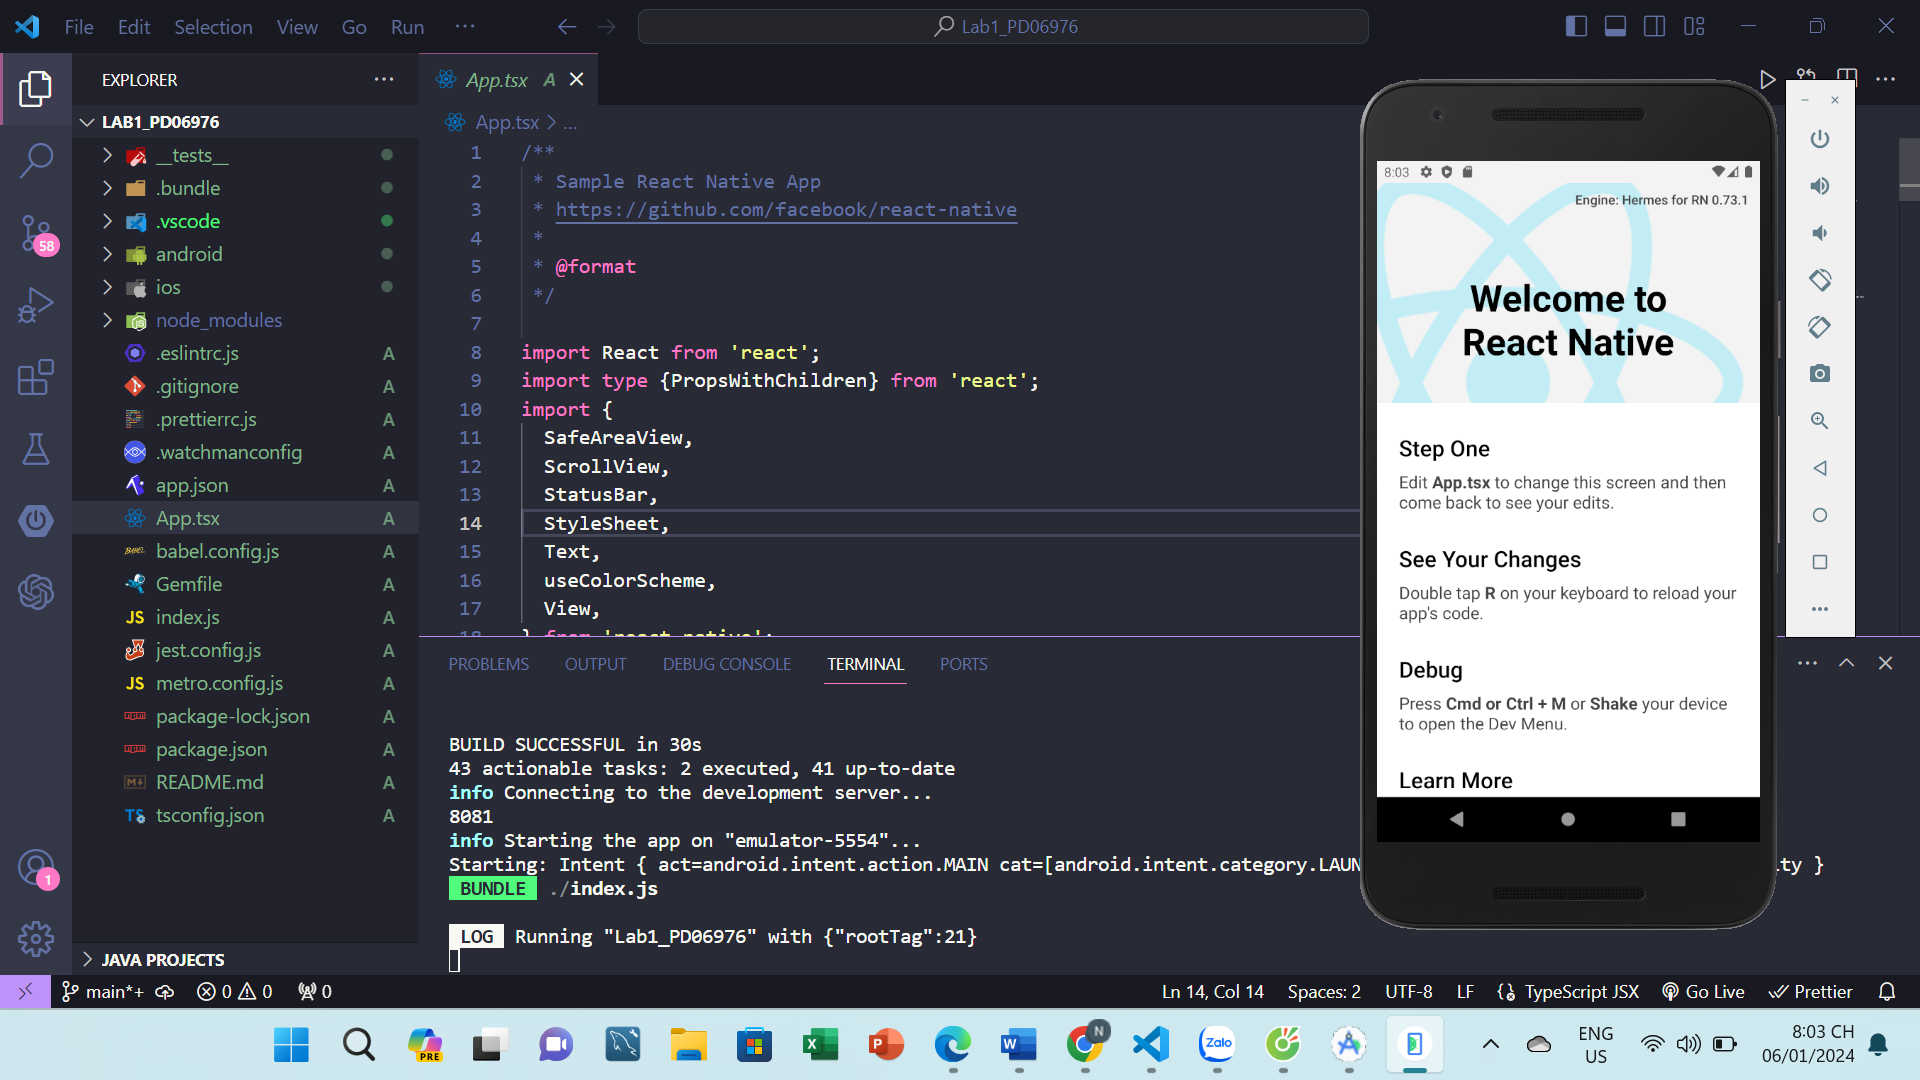 File Edit Selection View Go Run ···
Lab1_PD06976
EXPLORER
LAB1_PD06976
__tests__
.bundle
.vscode
android
ios
node_modules
.eslintrc.js A
.gitignore A
.prettierrc.js A
.watchmanconfig A
app.json A
App.tsx A
babel.config.js A
Gemfile A
JS index.js A
jest.config.js A
JS metro.config.js A
package-lock.json A
package.json A
README.md A
TS tsconfig.json A
JAVA PROJECTS
58
1
App.tsx A
App.tsx > ...
1 /**
2 * Sample React Native App
3 * https://github.com/facebook/react-native
4 *
5 * @format
6 */
7
8 import React from 'react';
9 import type {PropsWithChildren} from 'react';
10 import {
11 SafeAreaView,
12 ScrollView,
13 StatusBar,
14 StyleSheet,
15 Text,
16 useColorScheme,
17 View,
18 } from 'react-native';
PROBLEMS OUTPUT DEBUG CONSOLE TERMINAL PORTS
BUILD SUCCESSFUL in 30s
43 actionable tasks: 2 executed, 41 up-to-date
info Connecting to the development server...
8081
info Starting the app on "emulator-5554"...
Starting: Intent { act=android.intent.action.MAIN cat=[android.intent.category.LAUN ty }
BUNDLE ./index.js
LOG Running "Lab1_PD06976" with {"rootTag":21}
8:03
Engine: Hermes for RN 0.73.1
Welcome to
React Native
Step One
Edit App.tsx to change this screen and then
come back to see your edits.
See Your Changes
Double tap R on your keyboard to reload your
app's code.
Debug
Press Cmd or Ctrl + M or Shake your device
to open the Dev Menu.
Learn More
main*+ 0 0 0 Ln 14, Col 14 Spaces: 2 UTF-8 LF TypeScript JSX Go Live Prettier
PRE
Zalo
N
ENG
US
8:03 CH
06/01/2024